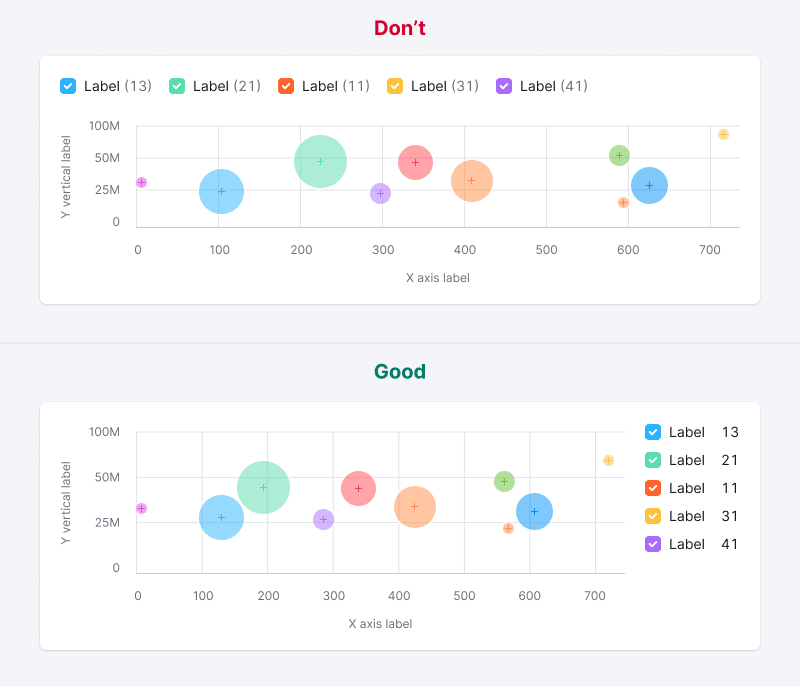 Don't
Label (13) Label (21) Label (11) Label (31) Label (41)
100M
50M
25M
0
Y vertical label
0 100 200 300 400 500 600 700
X axis label
Good
100M
50M
25M
0
Y vertical label
0 100 200 300 400 500 600 700
X axis label
Label 13
Label 21
Label 11
Label 31
Label 41